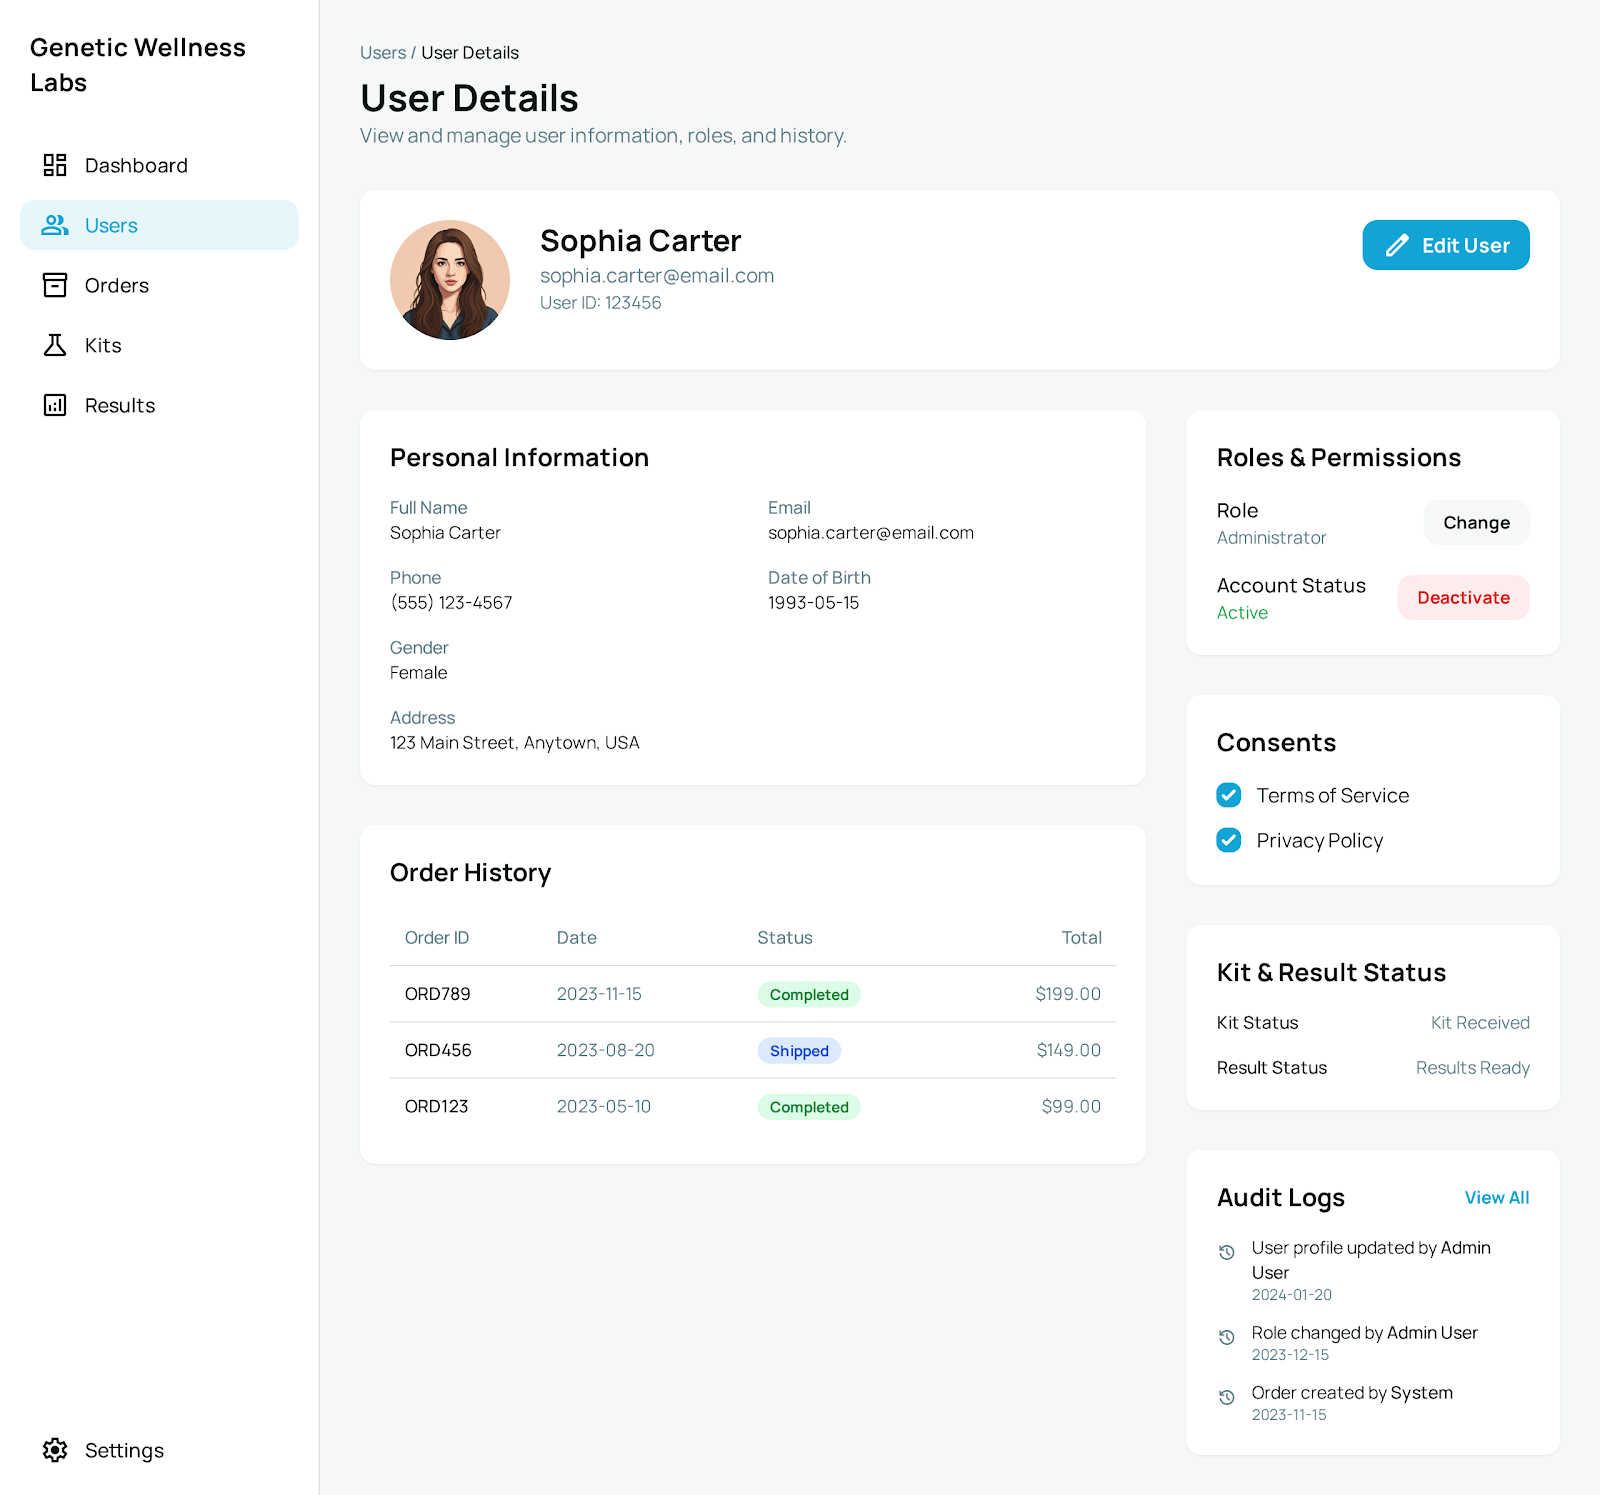 Genetic Wellness
Labs
Dashboard
Users
Orders
Kits
Results
Settings
Users / User Details
User Details
View and manage user information, roles, and history.
Sophia Carter
sophia.carter@email.com
User ID: 123456
Edit User
Personal Information
Full Name
Sophia Carter
Email
sophia.carter@email.com
Phone
(555) 123-4567
Date of Birth
1993-05-15
Gender
Female
Address
123 Main Street, Anytown, USA
Order History
Order ID Date Status Total
ORD789 2023-11-15 Completed $199.00
ORD456 2023-08-20 Shipped $149.00
ORD123 2023-05-10 Completed $99.00
Roles & Permissions
Role
Administrator
Change
Account Status
Active
Deactivate
Consents
Terms of Service
Privacy Policy
Kit & Result Status
Kit Status Kit Received
Result Status Results Ready
Audit Logs View All
User profile updated by Admin
User
2024-01-20
Role changed by Admin User
2023-12-15
Order created by System
2023-11-15